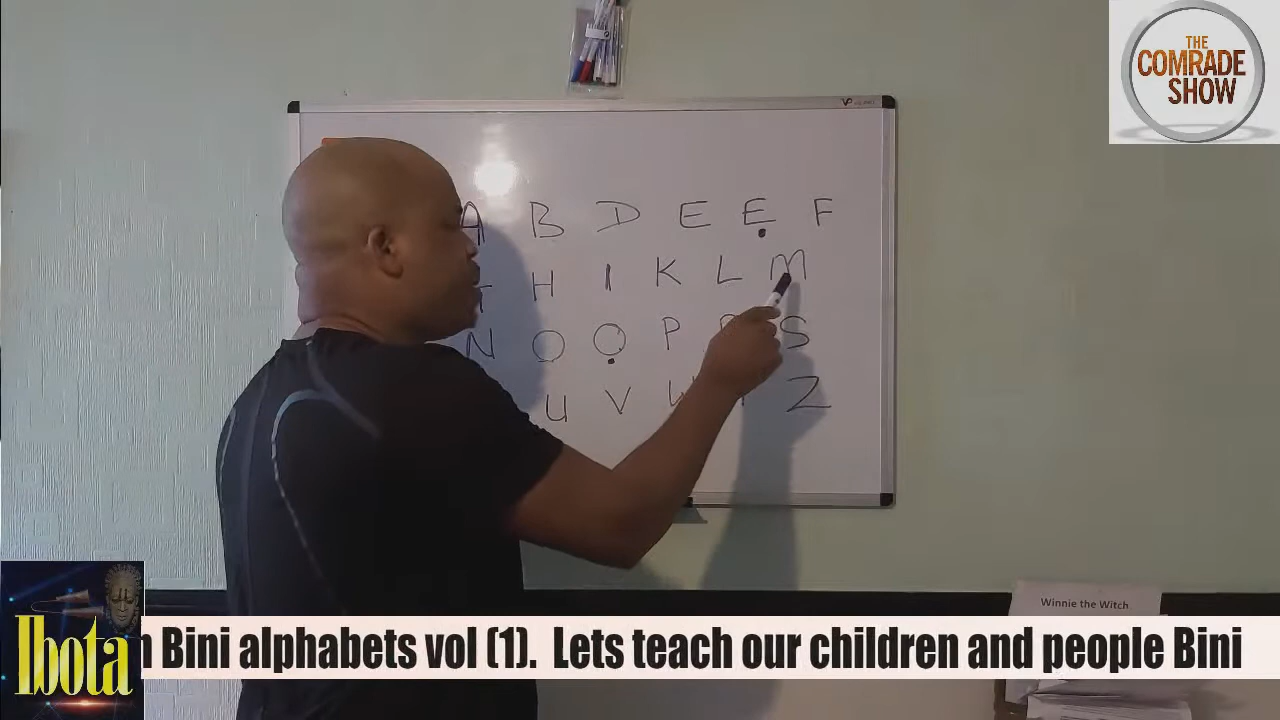 THE
COMRADE
SHOW
A B D E Ẹ F
H I K L M
N O Ọ P S
U V Z
Winnie the Witch
Ibota
Bini alphabets vol (1). Lets teach our children and people Bini